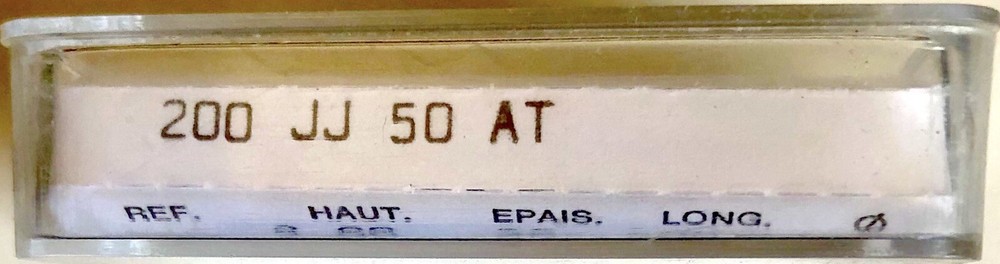 200 JJ 50 AT
REF. HAUT. EPAIS. LONG. Ø